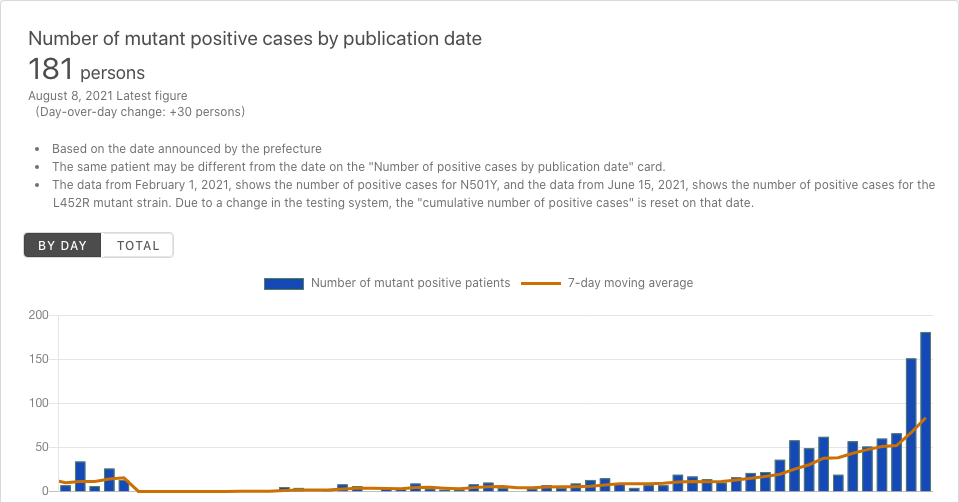 Number of mutant positive cases by publication date
181 persons
August 8, 2021 Latest figure
(Day-over-day change: +30 persons)
• Based on the date announced by the prefecture
• The same patient may be different from the date on the "Number of positive cases by publication date" card.
• The data from February 1, 2021, shows the number of positive cases for N501Y, and the data from June 15, 2021, shows the number of positive cases for the
L452R mutant strain. Due to a change in the testing system, the "cumulative number of positive cases" is reset on that date.
BY DAY TOTAL
Number of mutant positive patients 7-day moving average
200
150
100
50
0